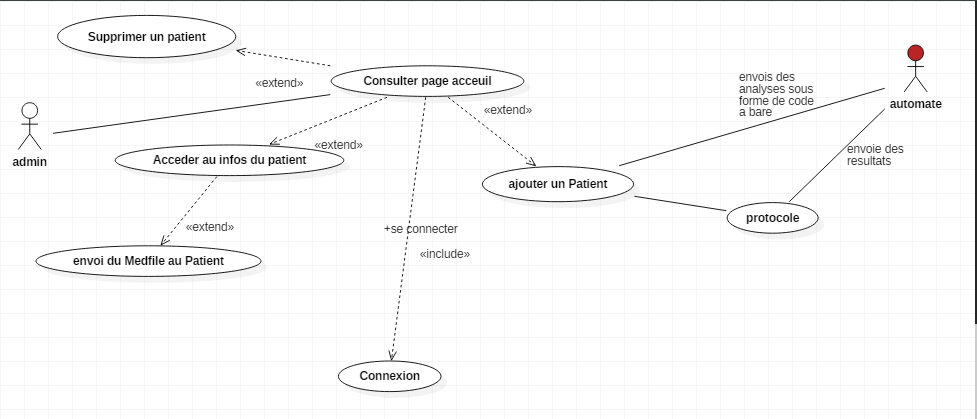 Supprimer un patient
«extend»
Consulter page acceuil
admin
automate
envois des
analyses sous
forme de code
a bare
«extend»
«extend»
Acceder au infos du patient
envoie des
resultats
ajouter un Patient
protocole
«extend»
+se connecter
«include»
envoi du Medfile au Patient
Connexion